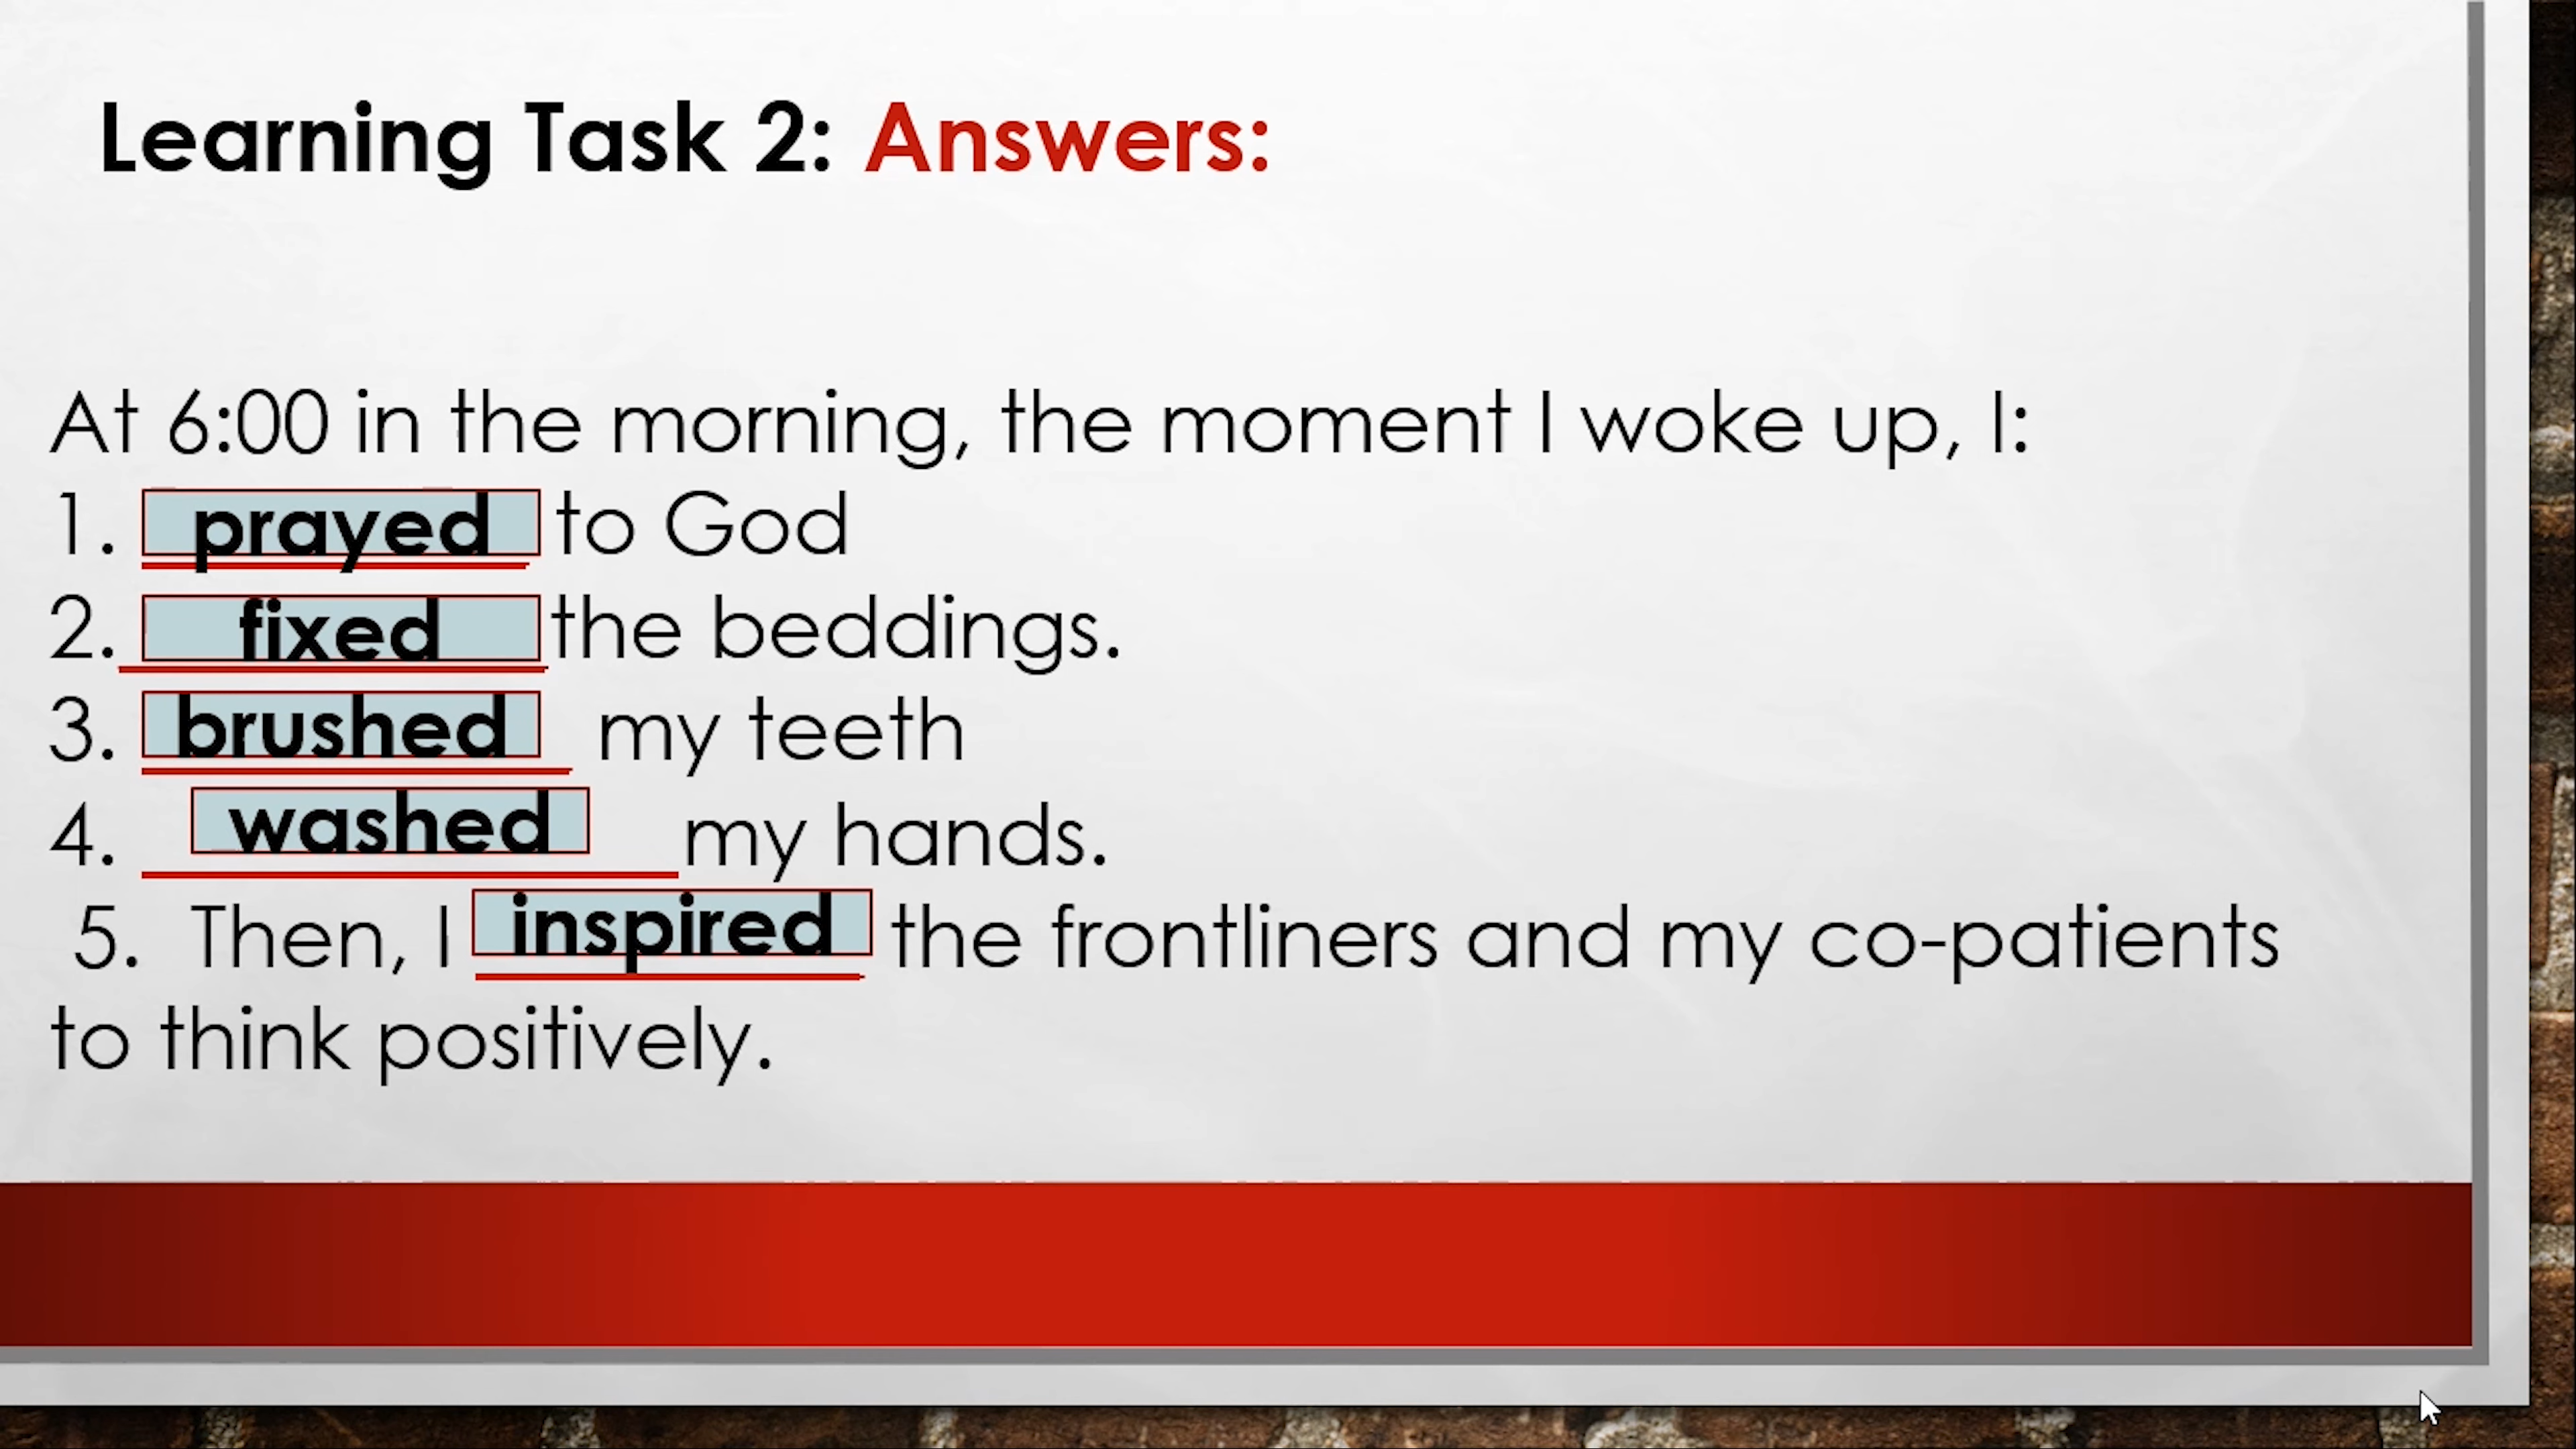 Learning Task 2: Answers:
At 6:00 in the morning, the moment I woke up, I:
1. prayed to God
2. fixed the beddings.
3. brushed my teeth
4. washed my hands.
5. Then, I inspired the frontliners and my co-patients
to think positively.